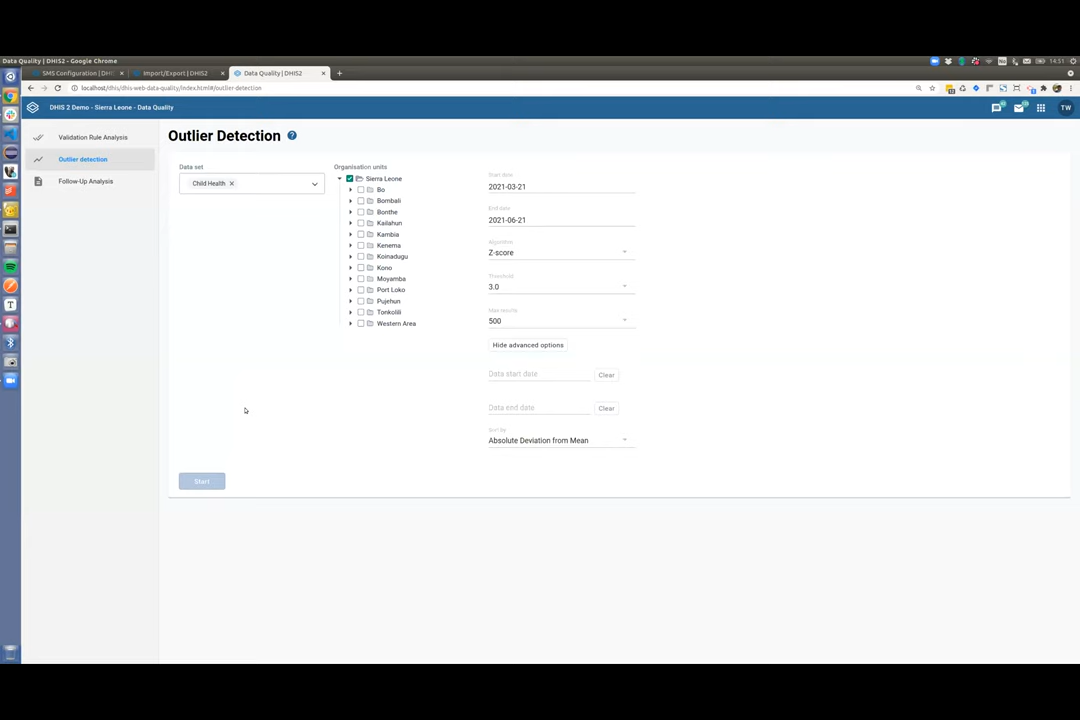 Data Quality | DHIS2 - Google Chrome
No
14:51
SMS Configuration | DHI
Import/Export | DHIS2
Data Quality | DHIS2
localhost/dhis/dhis-web-data-quality/index.html#/outlier-detection
DHIS 2 Demo - Sierra Leone - Data Quality
TW
Validation Rule Analysis
Outlier detection
Follow-Up Analysis
Outlier Detection
Data set
Child Health
Organisation units
Sierra Leone
Bo
Bombali
Bonthe
Kailahun
Kambia
Kenema
Koinadugu
Kono
Moyamba
Port Loko
Pujehun
Tonkolili
Western Area
Start date
2021-03-21
End date
2021-06-21
Algorithm
Z-score
Threshold
3.0
Max results
500
Hide advanced options
Data start date
Clear
Data end date
Clear
Sort by
Absolute Deviation from Mean
Start